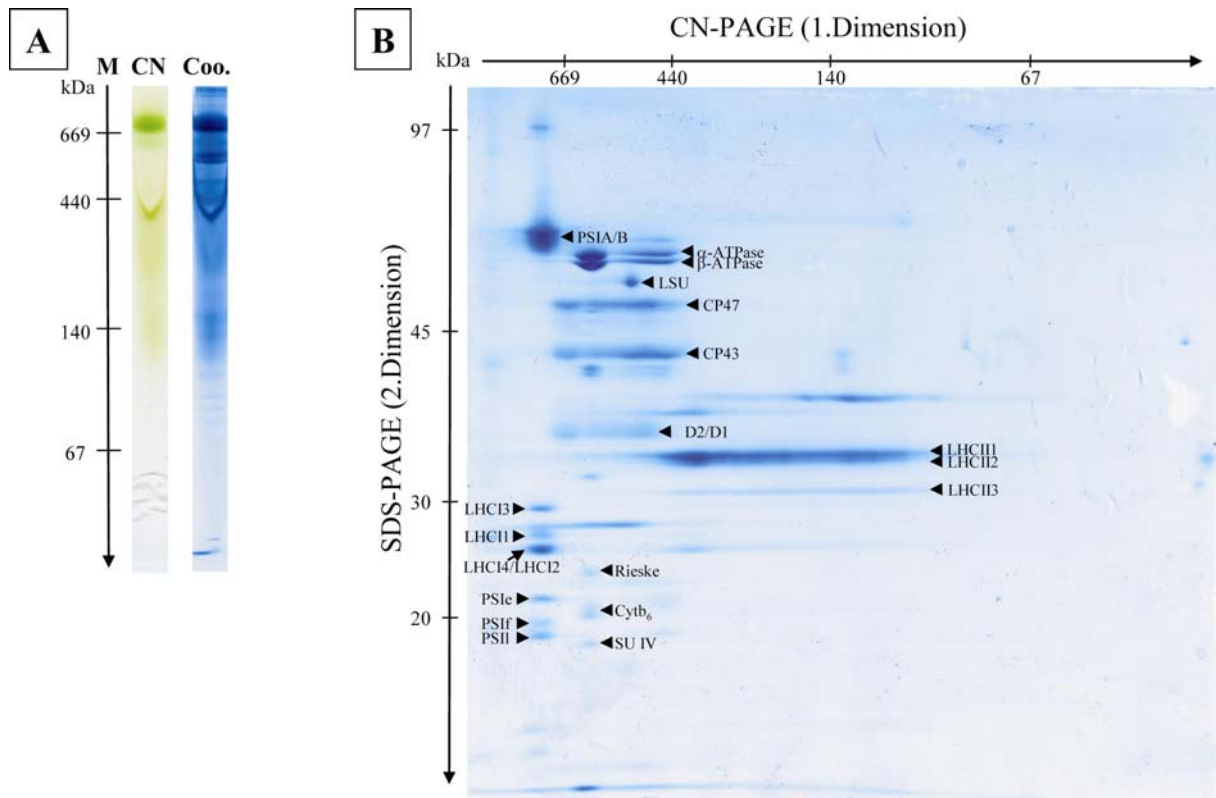 A
M CN Coo.
kDa
669
440
140
67
B
CN-PAGE (1.Dimension)
kDa
669 440 140 67
SDS-PAGE (2.Dimension)
97
45
30
20
PSIA/B
α-ATPase
β-ATPase
LSU
CP47
CP43
D2/D1
LHCII1
LHCII2
LHCII3
LHCI3
LHCI1
LHCI4/LHCI2
Rieske
PSIe
Cytb₆
PSIf
PSIl
SU IV